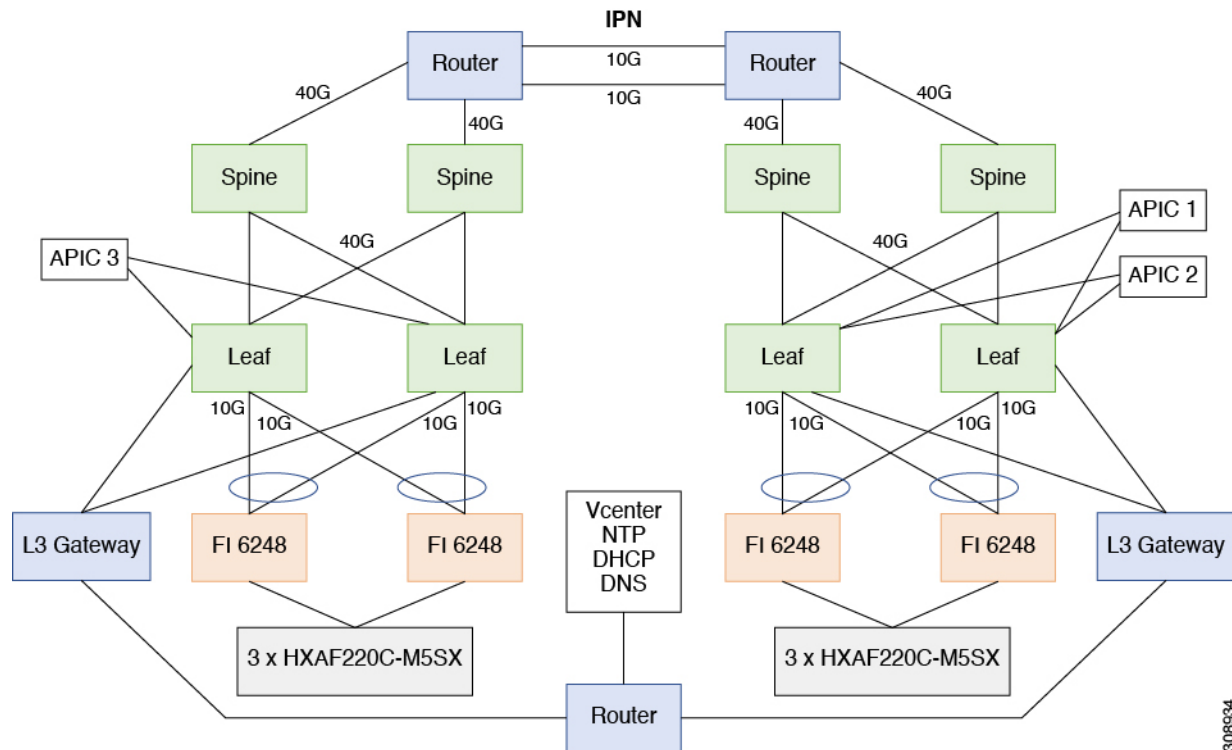 IPN
Router
10G
10G
Router
40G
40G
40G
40G
Spine
Spine
Spine
Spine
APIC 3
40G
40G
APIC 1
APIC 2
Leaf
Leaf
Leaf
Leaf
10G
10G
10G
10G
10G
10G
10G
10G
L3 Gateway
FI 6248
FI 6248
Vcenter
NTP
DHCP
DNS
FI 6248
FI 6248
L3 Gateway
3 x HXAF220C-M5SX
3 x HXAF220C-M5SX
Router